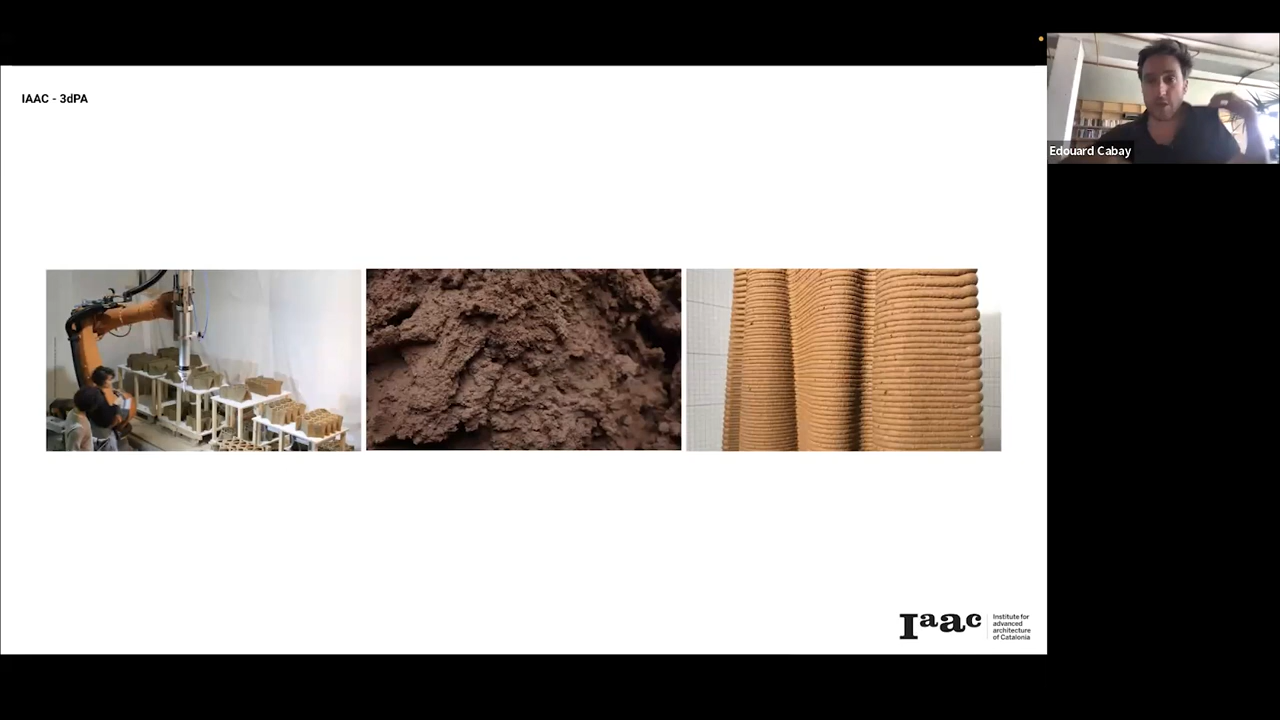 IAAC - 3dPA
Edouard Cabay
Iaac
Institute for
advanced
architecture
of Catalonia